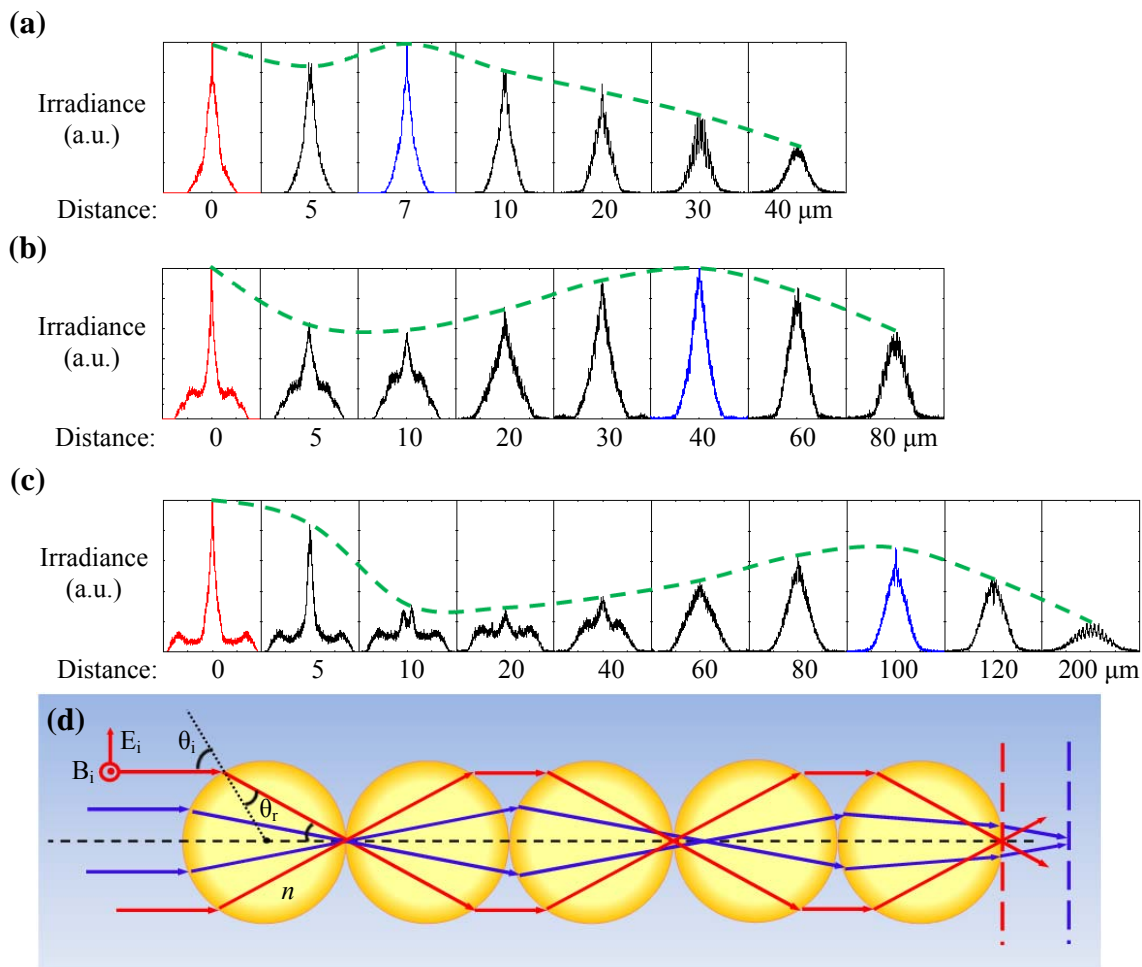 (a)
Irradiance
(a.u.)
Distance: 0 5 7 10 20 30 40 μm
(b)
Irradiance
(a.u.)
Distance: 0 5 10 20 30 40 60 80 μm
(c)
Irradiance
(a.u.)
Distance: 0 5 10 20 40 60 80 100 120 200 μm
(d)
Ei
θi
Bi
θr
n